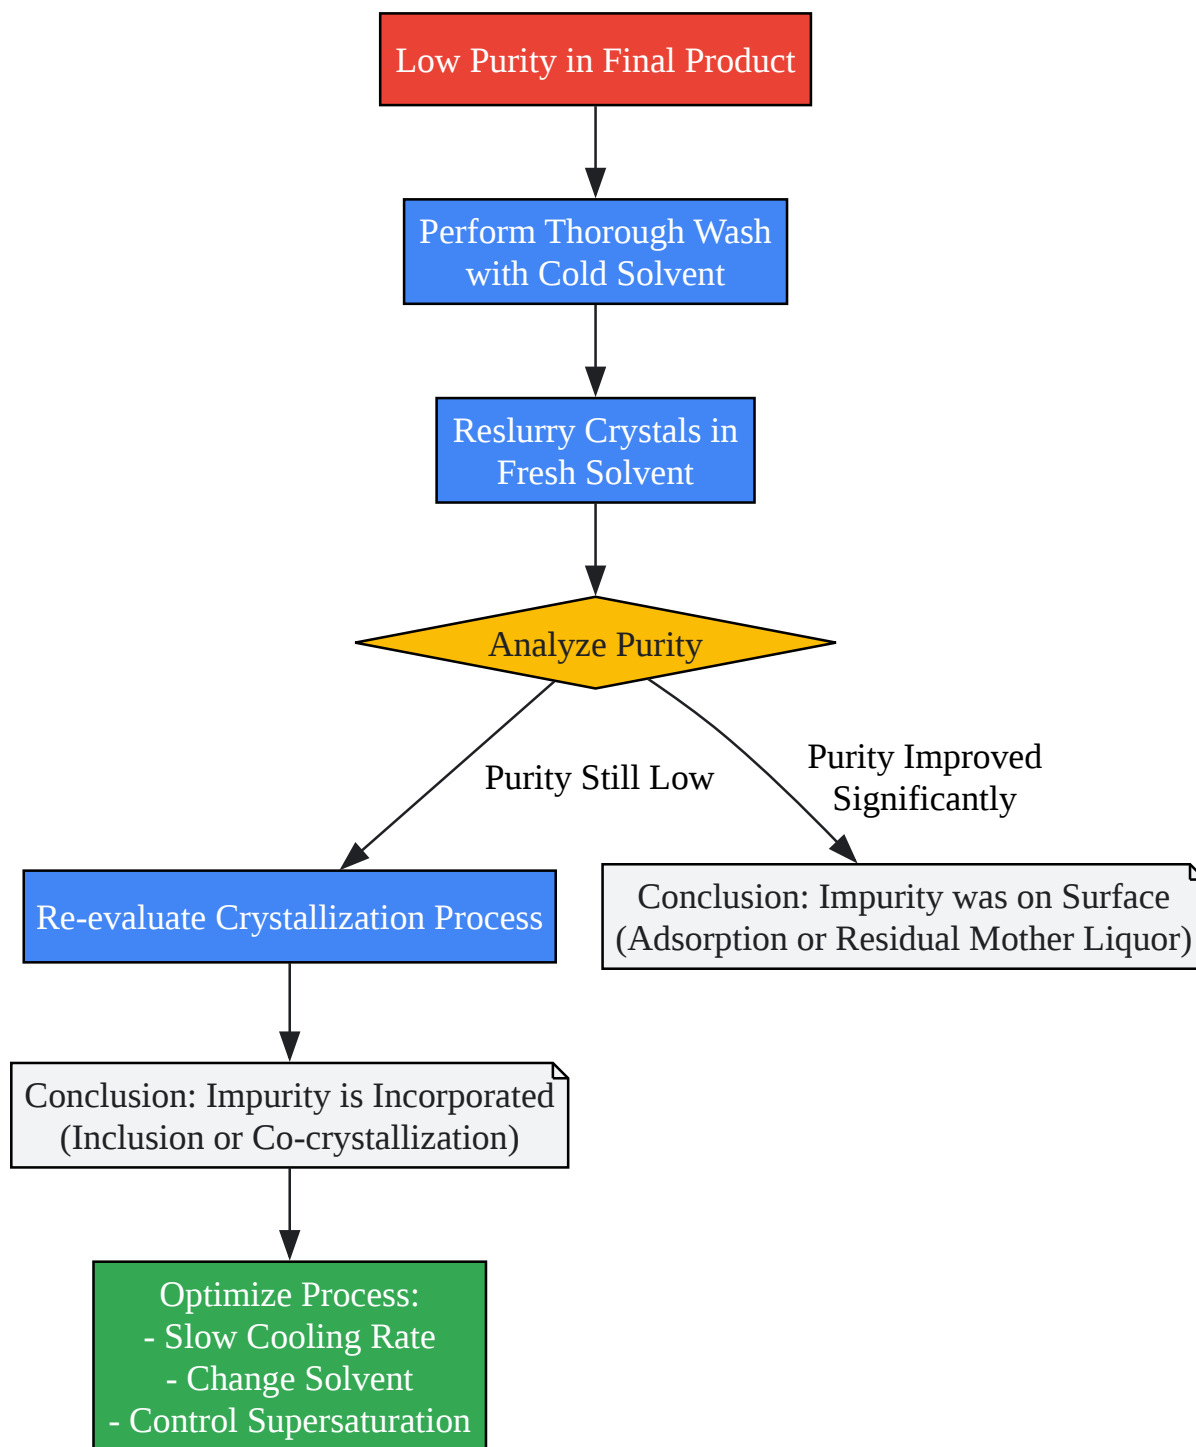 Low Purity in Final Product
Perform Thorough Wash
with Cold Solvent
Reslurry Crystals in
Fresh Solvent
Analyze Purity
Purity Still Low
Purity Improved
Significantly
Re-evaluate Crystallization Process
Conclusion: Impurity was on Surface
(Adsorption or Residual Mother Liquor)
Conclusion: Impurity is Incorporated
(Inclusion or Co-crystallization)
Optimize Process:
- Slow Cooling Rate
- Change Solvent
- Control Supersaturation